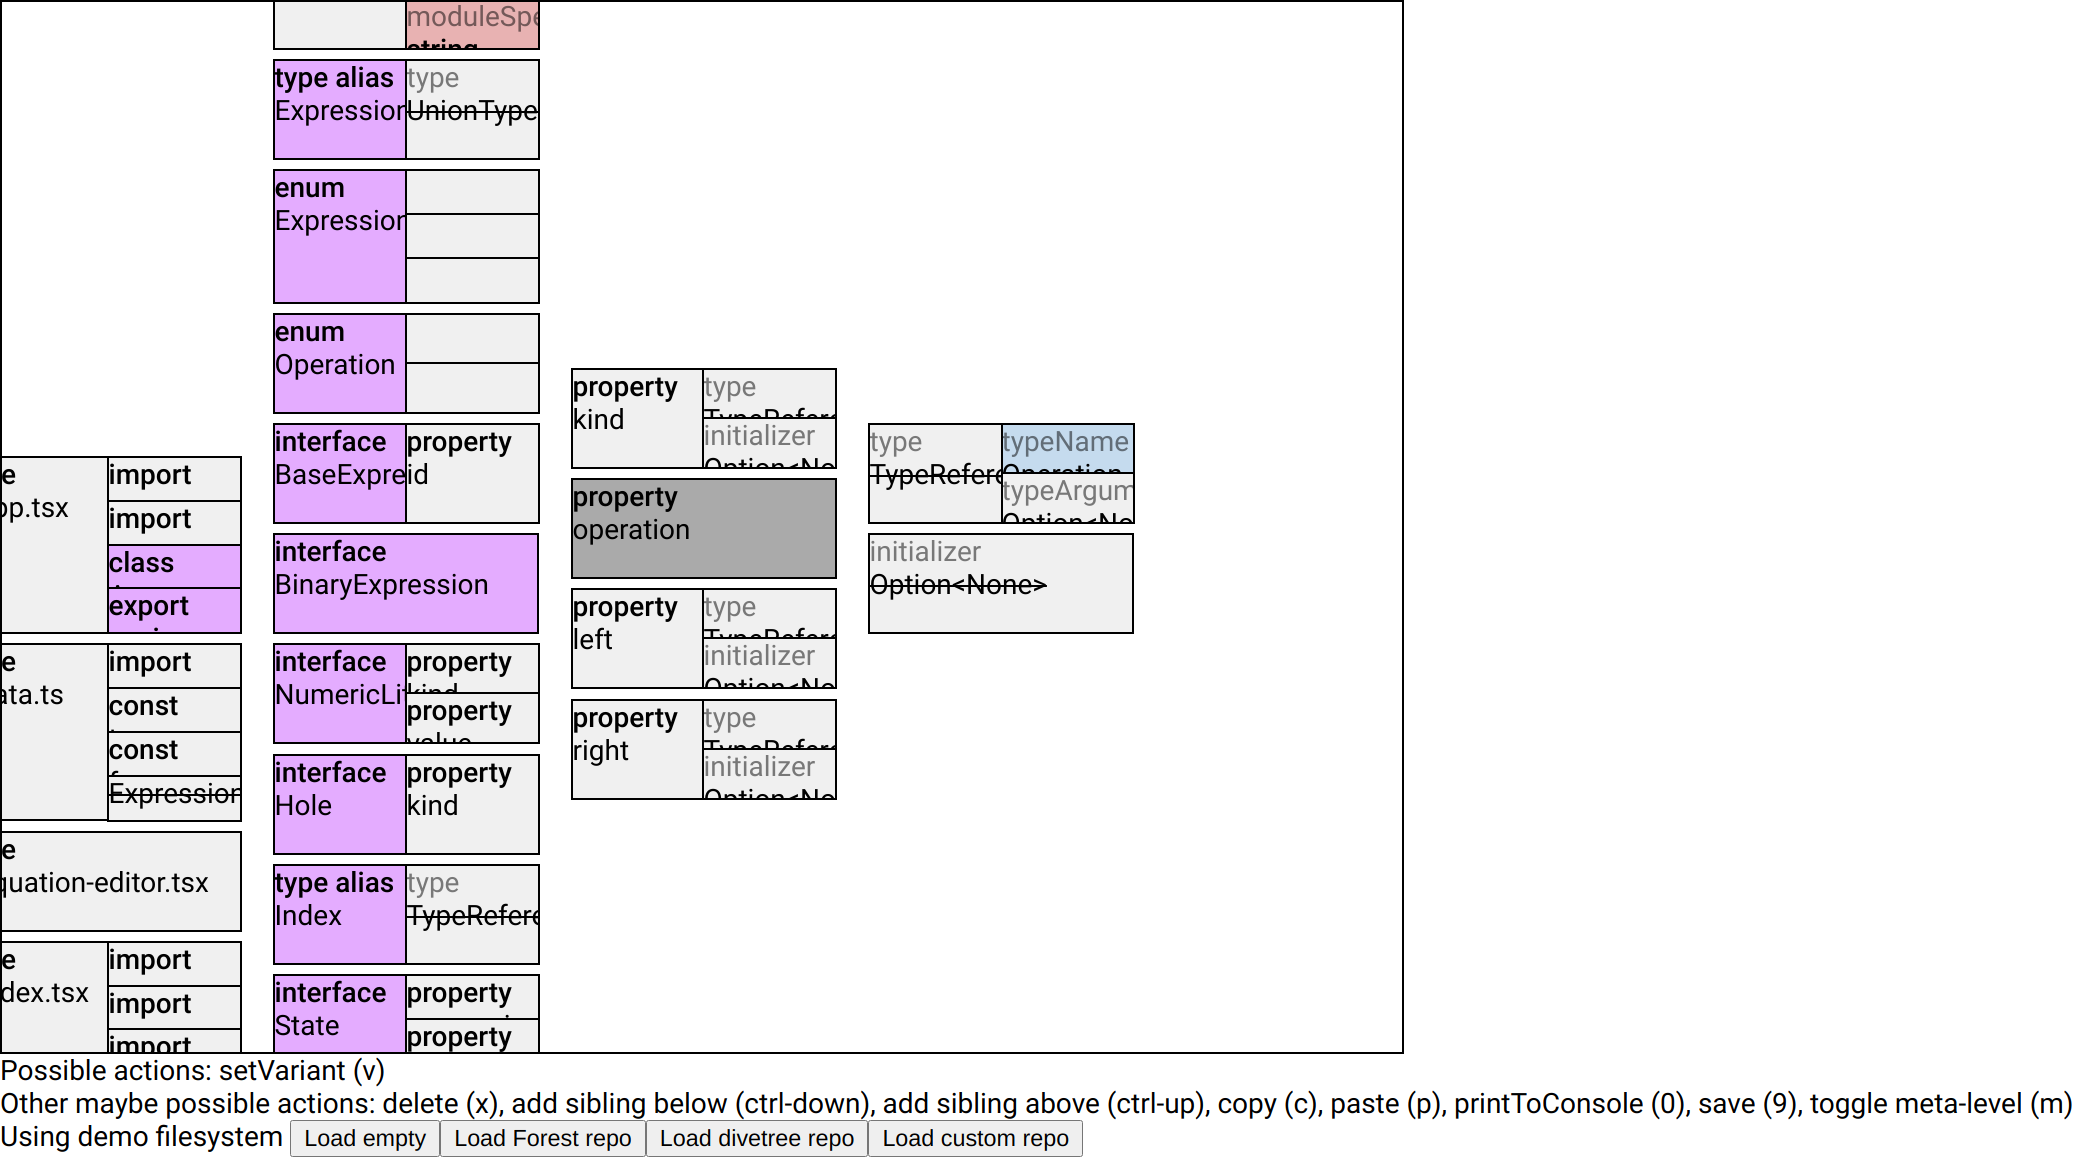 moduleSpe
string
type alias
Expression
type
UnionType
enum
Expression
enum
Operation
interface
BaseExpre
property
id
interface
BinaryExpression
interface
NumericLit
property
kind
property
value
interface
Hole
property
kind
type alias
Index
type
TypeRefere
interface
State
property
property
e
op.tsx
import
import
class
export
e
ata.ts
import
const
const
Expression
e
quation-editor.tsx
e
dex.tsx
import
import
import
property
kind
type
TypeRefere
initializer
Option<No
property
operation
property
left
type
TypeRefere
initializer
Option<No
property
right
type
TypeRefere
initializer
Option<No
type
TypeRefere
typeName
Operation
typeArgum
Option<No
initializer
Option<None>
Possible actions: setVariant (v)
Other maybe possible actions: delete (x), add sibling below (ctrl-down), add sibling above (ctrl-up), copy (c), paste (p), printToConsole (0), save (9), toggle meta-level (m)
Using demo filesystem Load empty Load Forest repo Load divetree repo Load custom repo